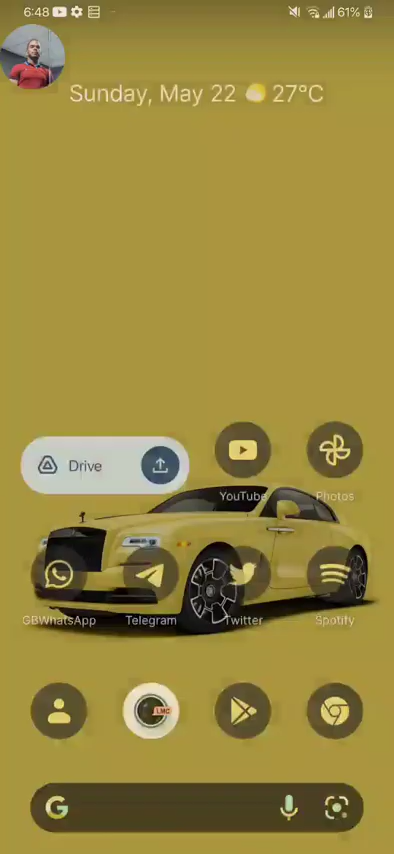 6:48 61%
Sunday, May 22 27°C
Drive
YouTube Photos
GBWhatsApp Telegram Twitter Spotify
LMC
G